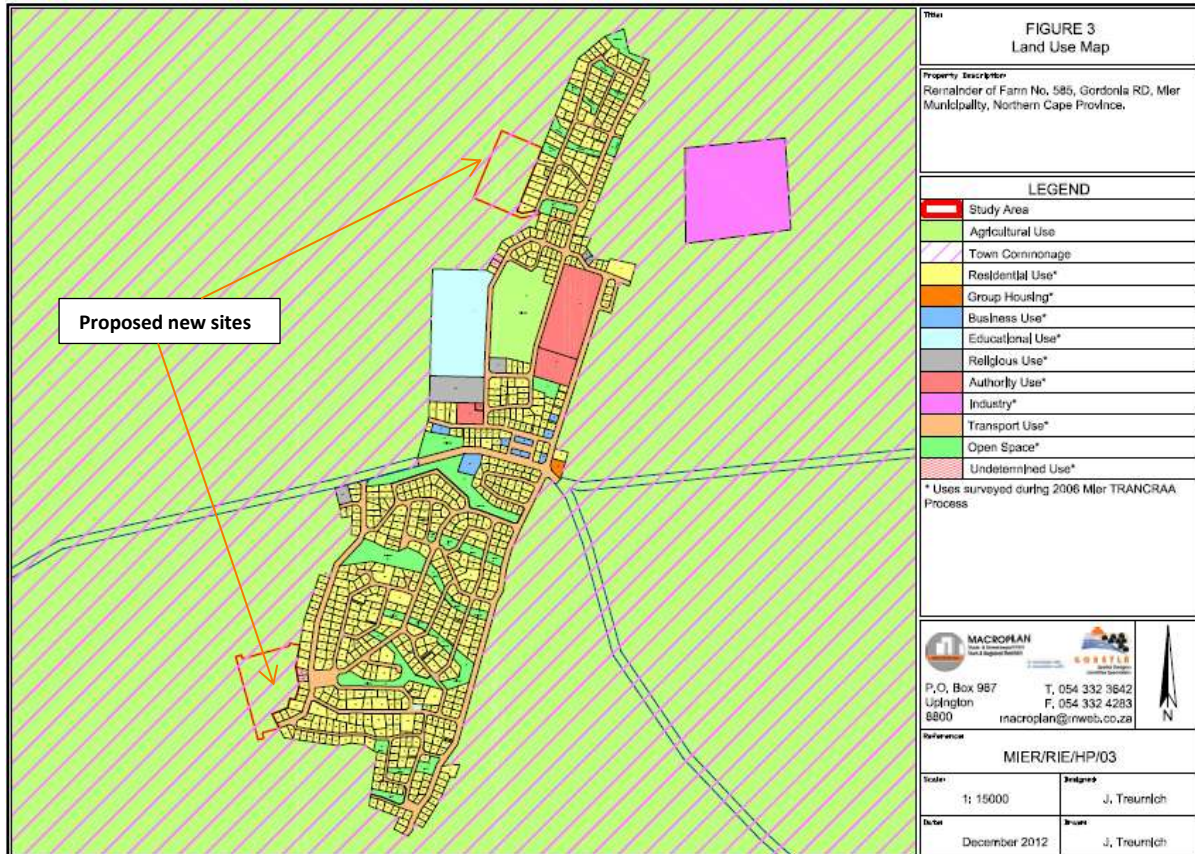 Proposed new sites
Title:
FIGURE 3
Land Use Map
Property Description:
Remainder of Farm No. 585, Gordonia RD, Mier
Municipality, Northern Cape Province.
LEGEND
Study Area
Agricultural Use
Town Commonage
Residential Use*
Group Housing*
Business Use*
Educational Use*
Religious Use*
Authority Use*
Industry*
Transport Use*
Open Space*
Undetermined Use*
* Uses surveyed during 2006 Mier TRANCRAA
Process
MACROPLAN
P.O. Box 987
Upington
8800
T. 054 332 3642
F. 054 332 4283
macroplan@mweb.co.za
N
Reference:
MIER/RIE/HP/03
Scale:
1: 15000
Designed:
J. Treurnich
Date:
December 2012
Drawn:
J. Treurnich